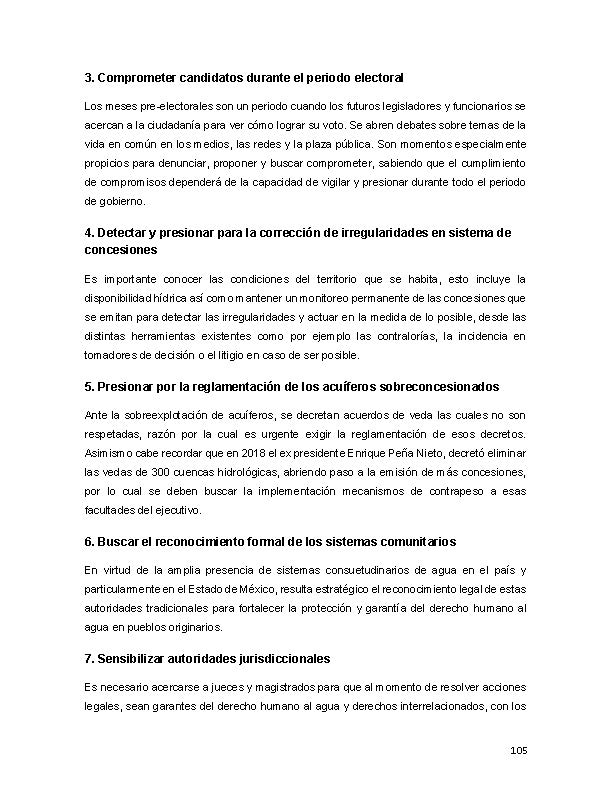 3. Comprometer candidatos durante el periodo electoral
Los meses pre-electorales son un periodo cuando los futuros legisladores y funcionarios se
acercan a la ciudadanía para ver cómo lograr su voto. Se abren debates sobre temas de la
vida en común en los medios, las redes y la plaza pública. Son momentos especialmente
propicios para denunciar, proponer y buscar comprometer, sabiendo que el cumplimiento
de compromisos dependerá de la capacidad de vigilar y presionar durante todo el periodo
de gobierno.
4. Detectar y presionar para la corrección de irregularidades en sistema de
concesiones
Es importante conocer las condiciones del territorio que se habita, esto incluye la
disponibilidad hídrica así como mantener un monitoreo permanente de las concesiones que
se emitan para detectar las irregularidades y actuar en la medida de lo posible, desde las
distintas herramientas existentes como por ejemplo las contralorías, la incidencia en
tomadores de decisión o el litigio en caso de ser posible.
5. Presionar por la reglamentación de los acuíferos sobreconcesionados
Ante la sobreexplotación de acuíferos, se decretan acuerdos de veda las cuales no son
respetadas, razón por la cual es urgente exigir la reglamentación de esos decretos.
Asimismo cabe recordar que en 2018 el ex presidente Enrique Peña Nieto, decretó eliminar
las vedas de 300 cuencas hidrológicas, abriendo paso a la emisión de más concesiones,
por lo cual se deben buscar la implementación mecanismos de contrapeso a esas
facultades del ejecutivo.
6. Buscar el reconocimiento formal de los sistemas comunitarios
En virtud de la amplia presencia de sistemas consuetudinarios de agua en el país y
particularmente en el Estado de México, resulta estratégico el reconocimiento legal de estas
autoridades tradicionales para fortalecer la protección y garantía del derecho humano al
agua en pueblos originarios.
7. Sensibilizar autoridades jurisdiccionales
Es necesario acercarse a jueces y magistrados para que al momento de resolver acciones
legales, sean garantes del derecho humano al agua y derechos interrelacionados, con los
105